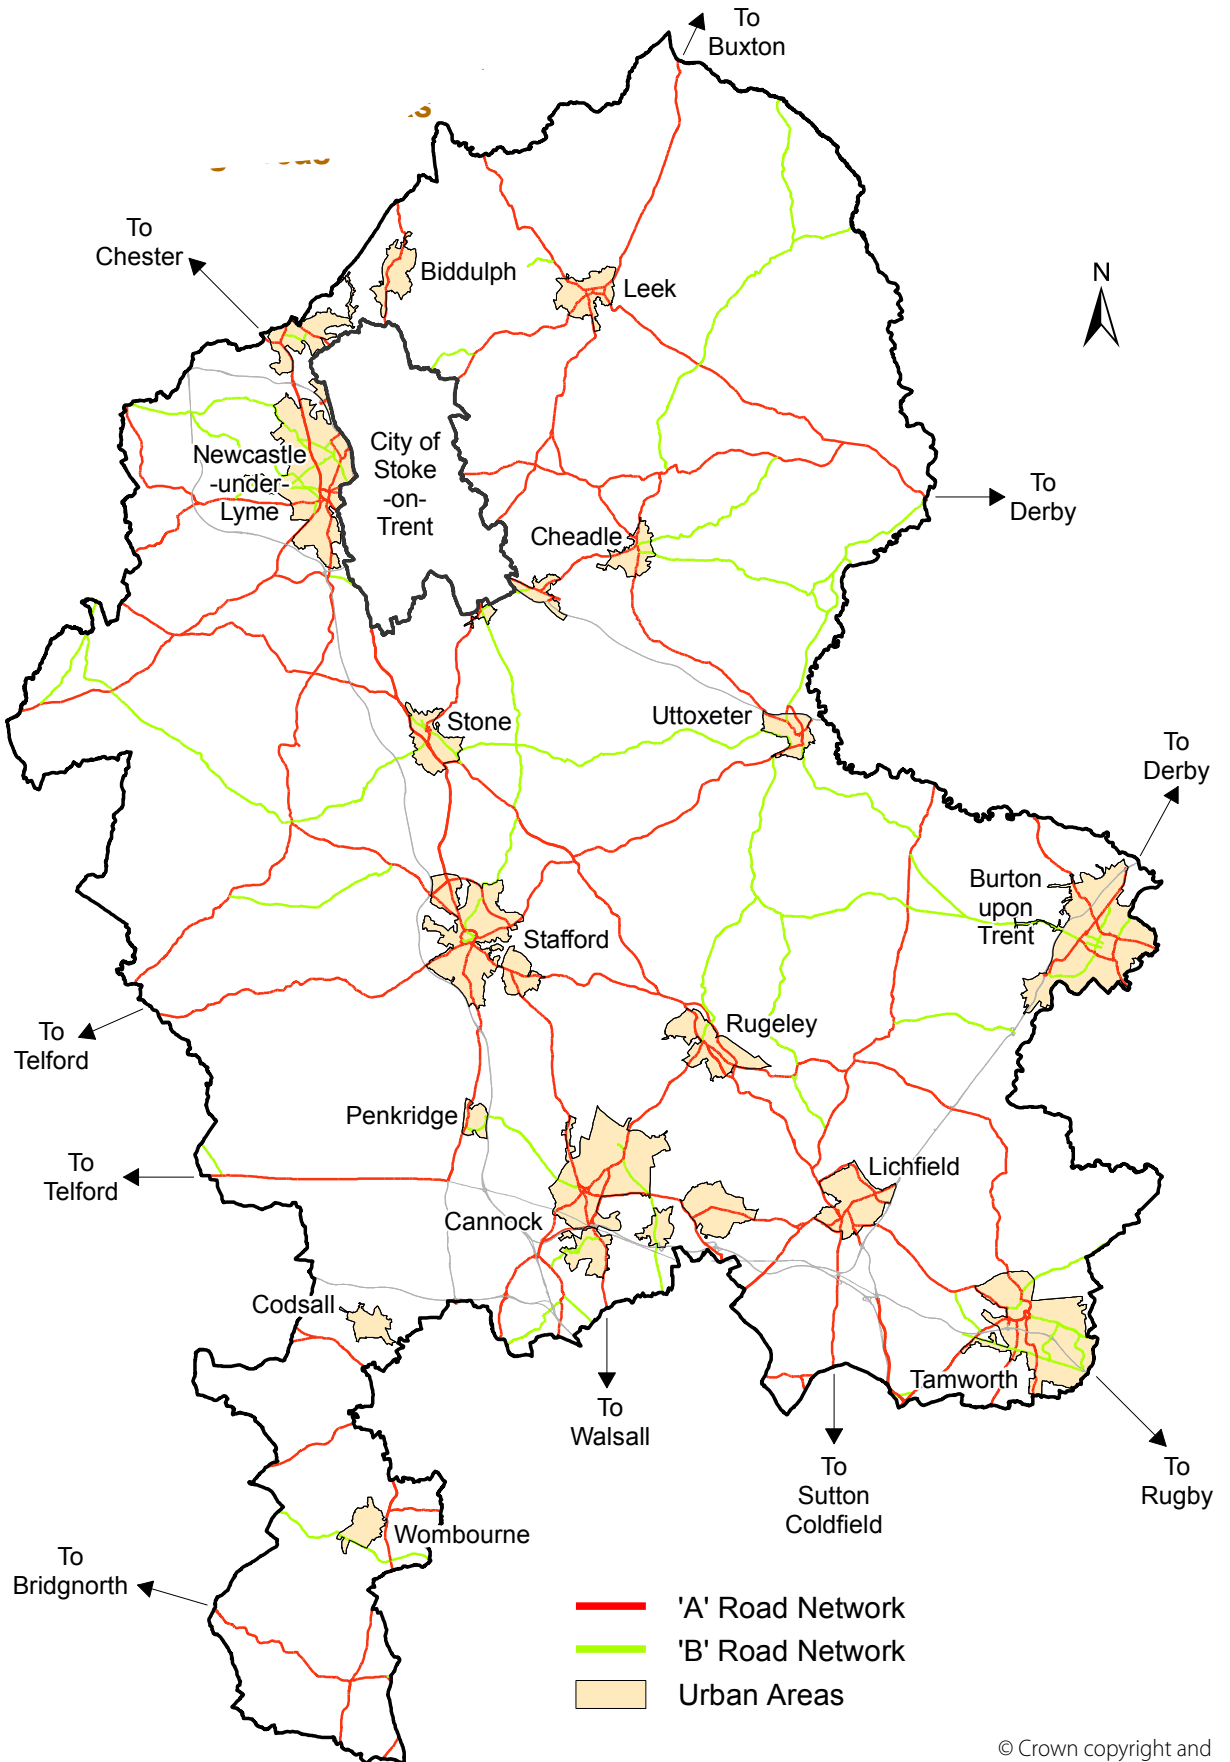 To
Buxton
To
Chester
Biddulph
Leek
N
City of
Stoke
-on-
Trent
Newcastle
-under-
Lyme
To
Derby
Cheadle
Stone
Uttoxeter
To
Derby
Burton
upon
Trent
Stafford
To
Telford
Rugeley
Penkridge
To
Telford
Lichfield
Cannock
Codsall
Tamworth
To
Walsall
To
Sutton
Coldfield
To
Rugby
Wombourne
To
Bridgnorth
'A' Road Network
'B' Road Network
Urban Areas
© Crown copyright and